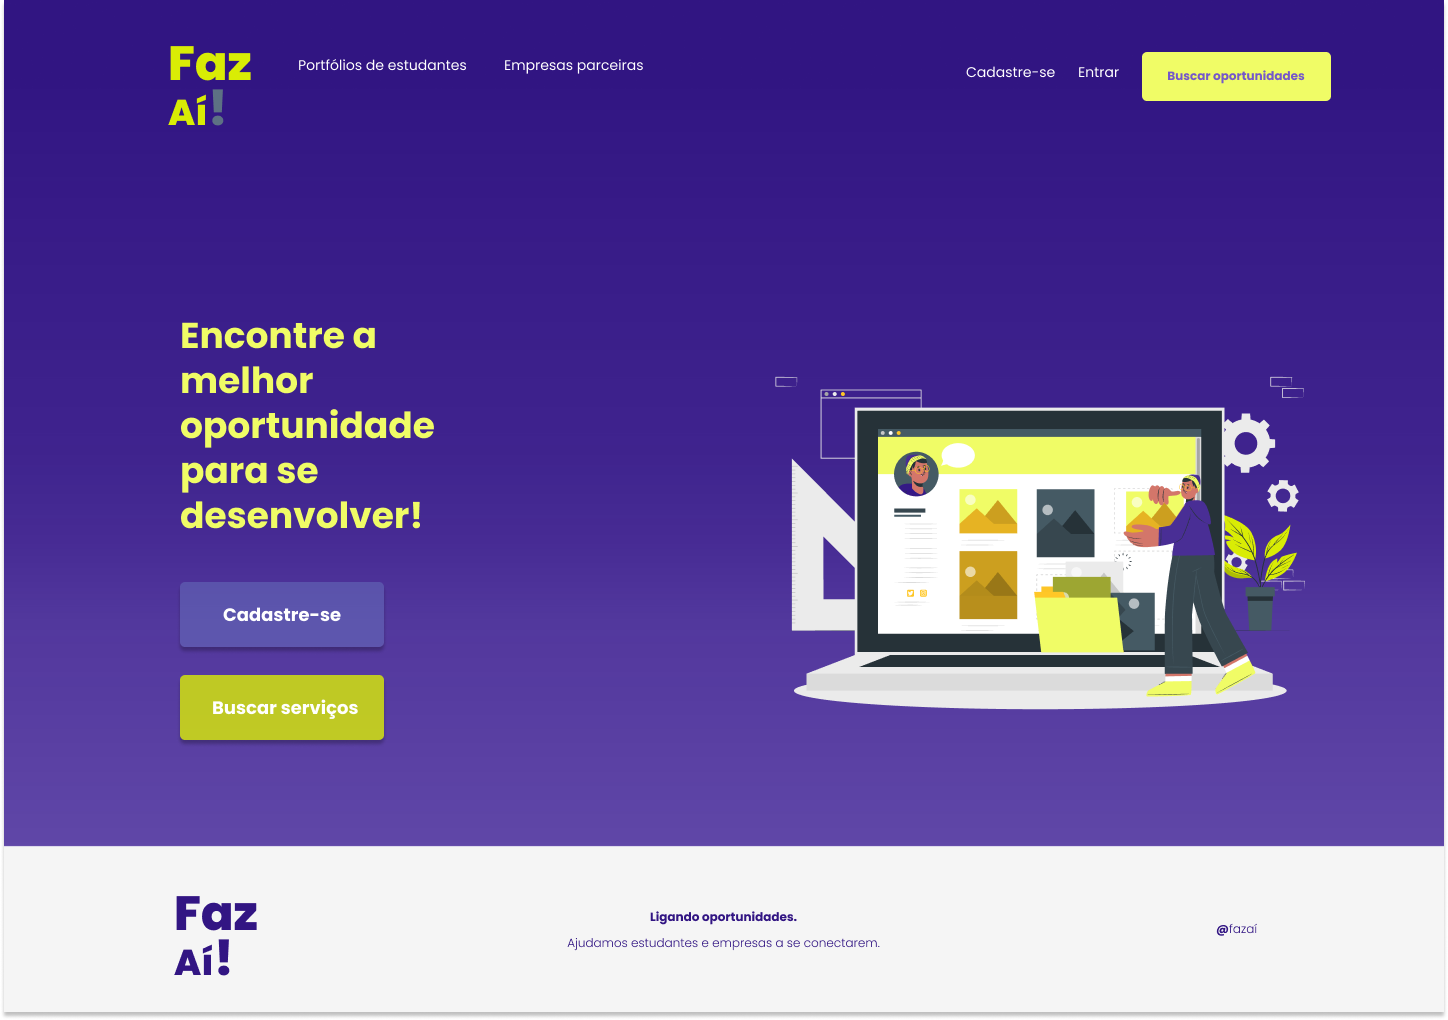 Faz
Aí!
Portfólios de estudantes
Empresas parceiras
Cadastre-se
Entrar
Buscar oportunidades
Encontre a
melhor
oportunidade
para se
desenvolver!
Cadastre-se
Buscar serviços
Faz
Aí!
Ligando oportunidades.
Ajudamos estudantes e empresas a se conectarem.
@fazaí